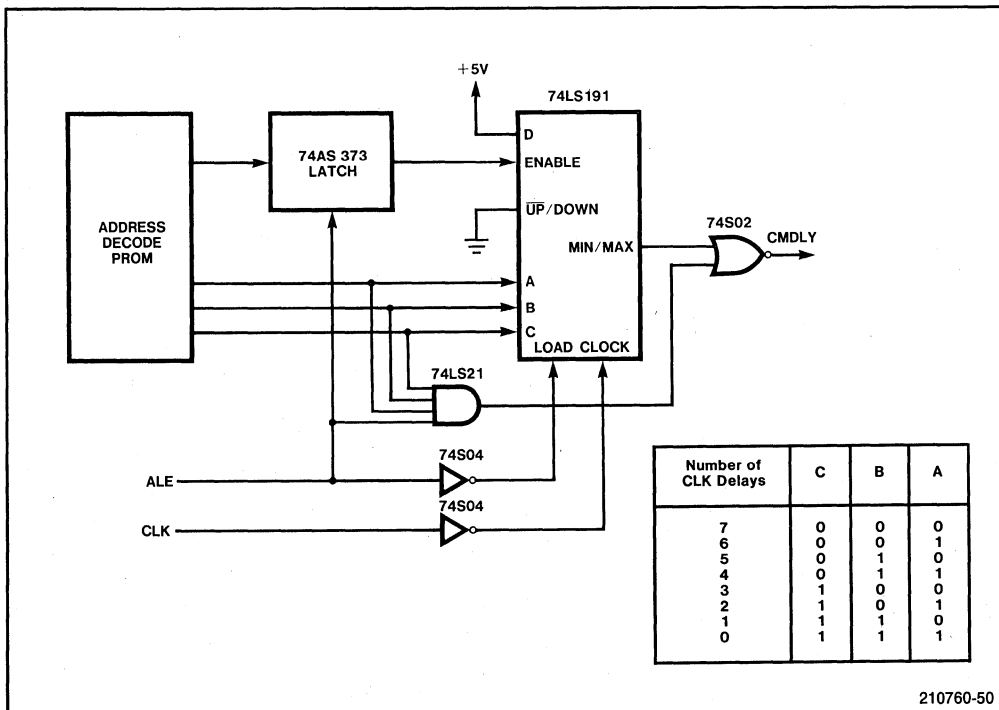 +5V
74LS191
D
74AS 373
LATCH
ENABLE
UP/DOWN
ADDRESS
DECODE
PROM
74S02
MIN/MAX
CMDLY
A
B
C
LOAD CLOCK
74LS21
74S04
ALE
74S04
CLK
Number of
CLK Delays C B A
7 0 0 0
6 0 0 1
5 0 1 0
4 0 1 1
3 1 0 0
2 1 0 1
1 1 1 0
0 1 1 1
210760-50